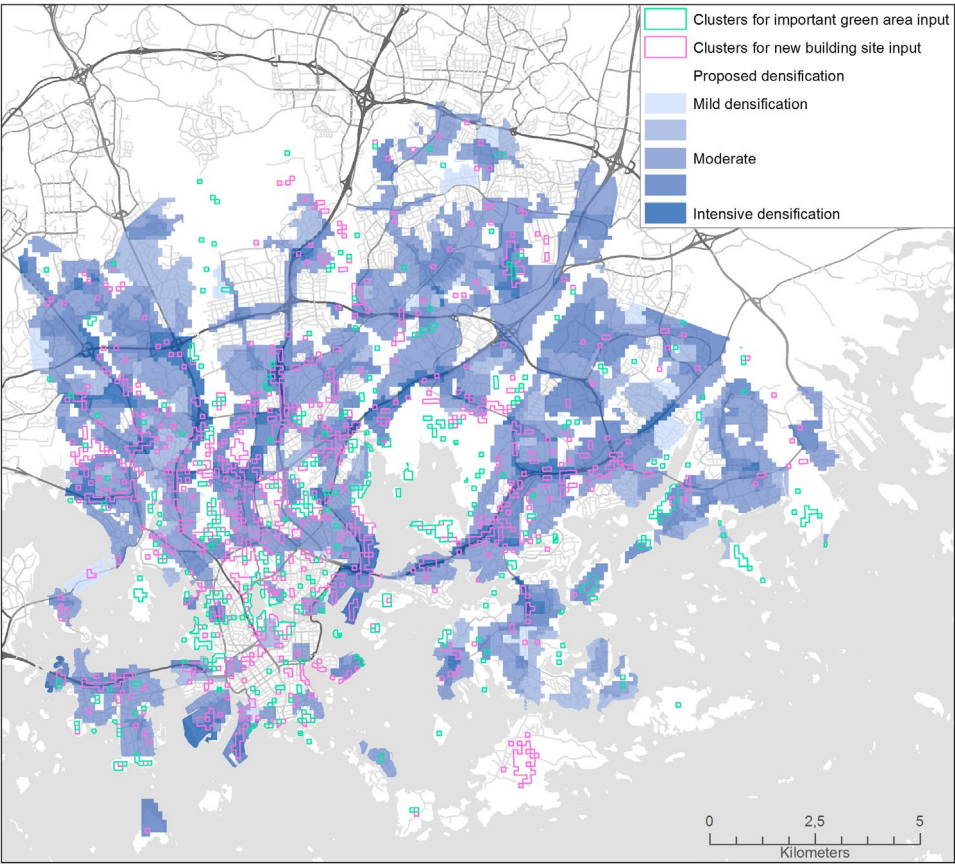 Clusters for important green area input
Clusters for new building site input
Proposed densification
Mild densification
Moderate
Intensive densification
0 2,5 5
Kilometers